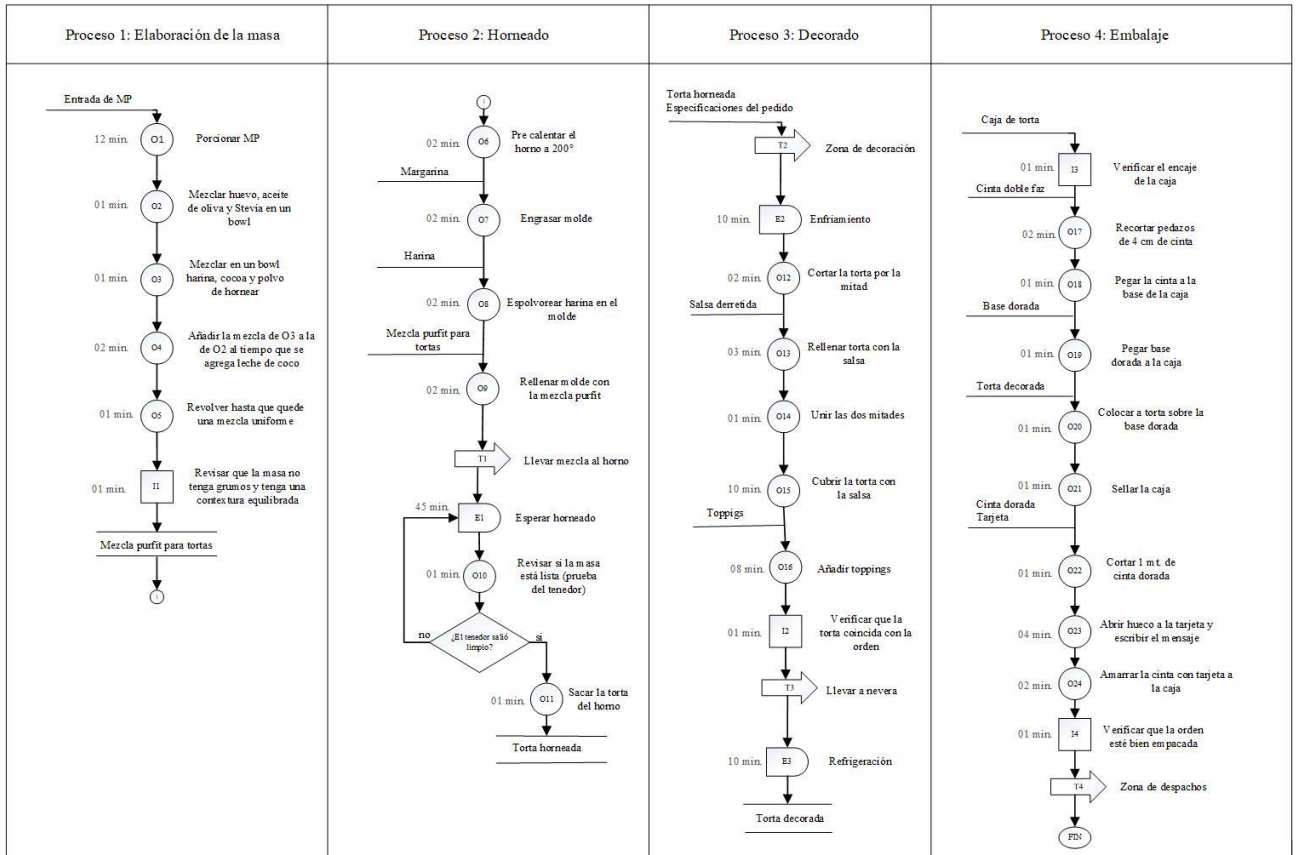 Proceso 1: Elaboración de la masa
Entrada de MP
12 min.
O1
Porcionar MP
01 min.
O2
Mezclar huevo, aceite
de oliva y Stevia en un
bowl
01 min.
O3
Mezclar en un bowl
harina, cocoa y polvo
de hornear
02 min.
O4
Añadir la mezcla de O3 a la
de O2 al tiempo que se
agrega leche de coco
01 min.
O5
Revolver hasta que quede
una mezcla uniforme
01 min.
I1
Revisar que la masa no
tenga grumos y tenga una
contextura equilibrada
Mezcla purfit para tortas
1
Proceso 2: Horneado
1
02 min.
O6
Pre calentar el
horno a 200°
Margarina
02 min.
O7
Engrasar molde
Harina
02 min.
O8
Espolvorear harina en el
molde
Mezcla purfit para
tortas
02 min.
O9
Rellenar molde con
la mezcla purfit
T1
Llevar mezcla al horno
45 min.
E1
Esperar horneado
01 min.
O10
Revisar si la masa
está lista (prueba
del tenedor)
no
¿El tenedor salió
limpio?
si
01 min.
O11
Sacar la torta
del horno
Torta horneada
Proceso 3: Decorado
Torta horneada
Especificaciones del pedido
T2
Zona de decoración
10 min.
E2
Enfriamiento
02 min.
O12
Cortar la torta por la
mitad
Salsa derretida
03 min.
O13
Rellenar torta con la
salsa
01 min.
O14
Unir las dos mitades
10 min.
O15
Cubrir la torta con
la salsa
Toppigs
08 min.
O16
Añadir toppings
01 min.
I2
Verificar que la
torta coincida con la
orden
T3
Llevar a nevera
10 min.
E3
Refrigeración
Torta decorada
Proceso 4: Embalaje
Caja de torta
01 min.
I3
Verificar el encaje
de la caja
Cinta doble faz
02 min.
O17
Recortar pedazos
de 4 cm de cinta
01 min.
O18
Pegar la cinta a la
base de la caja
Base dorada
01 min.
O19
Pegar base
dorada a la caja
Torta decorada
01 min.
O20
Colocar a torta sobre la
base dorada
01 min.
O21
Sellar la caja
Cinta dorada
Tarjeta
01 min.
O22
Cortar 1 mt. de
cinta dorada
04 min.
O23
Abrir hueco a la tarjeta y
escribir el mensaje
02 min.
O24
Amarrar la cinta con tarjeta a
la caja
01 min.
I4
Verificar que la orden
esté bien empacada
T4
Zona de despachos
FIN